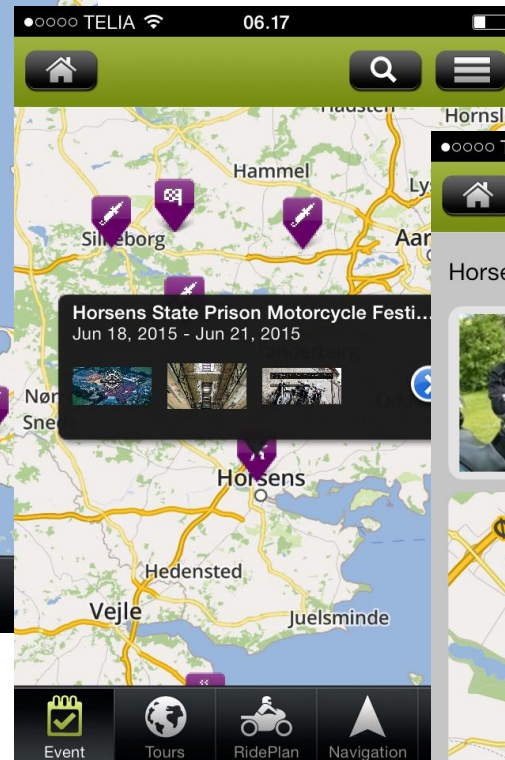 ●●○○○ TELIA 06.17
Hornsl
●○○○○
Hammel
Aar
Silkeborg
Horsens State Prison Motorcycle Festi...
Jun 18, 2015 - Jun 21, 2015
Nør
Sne
Horse
Horsens
Hedensted
Vejle
Juelsminde
Event
Tours
RidePlan
Navigation